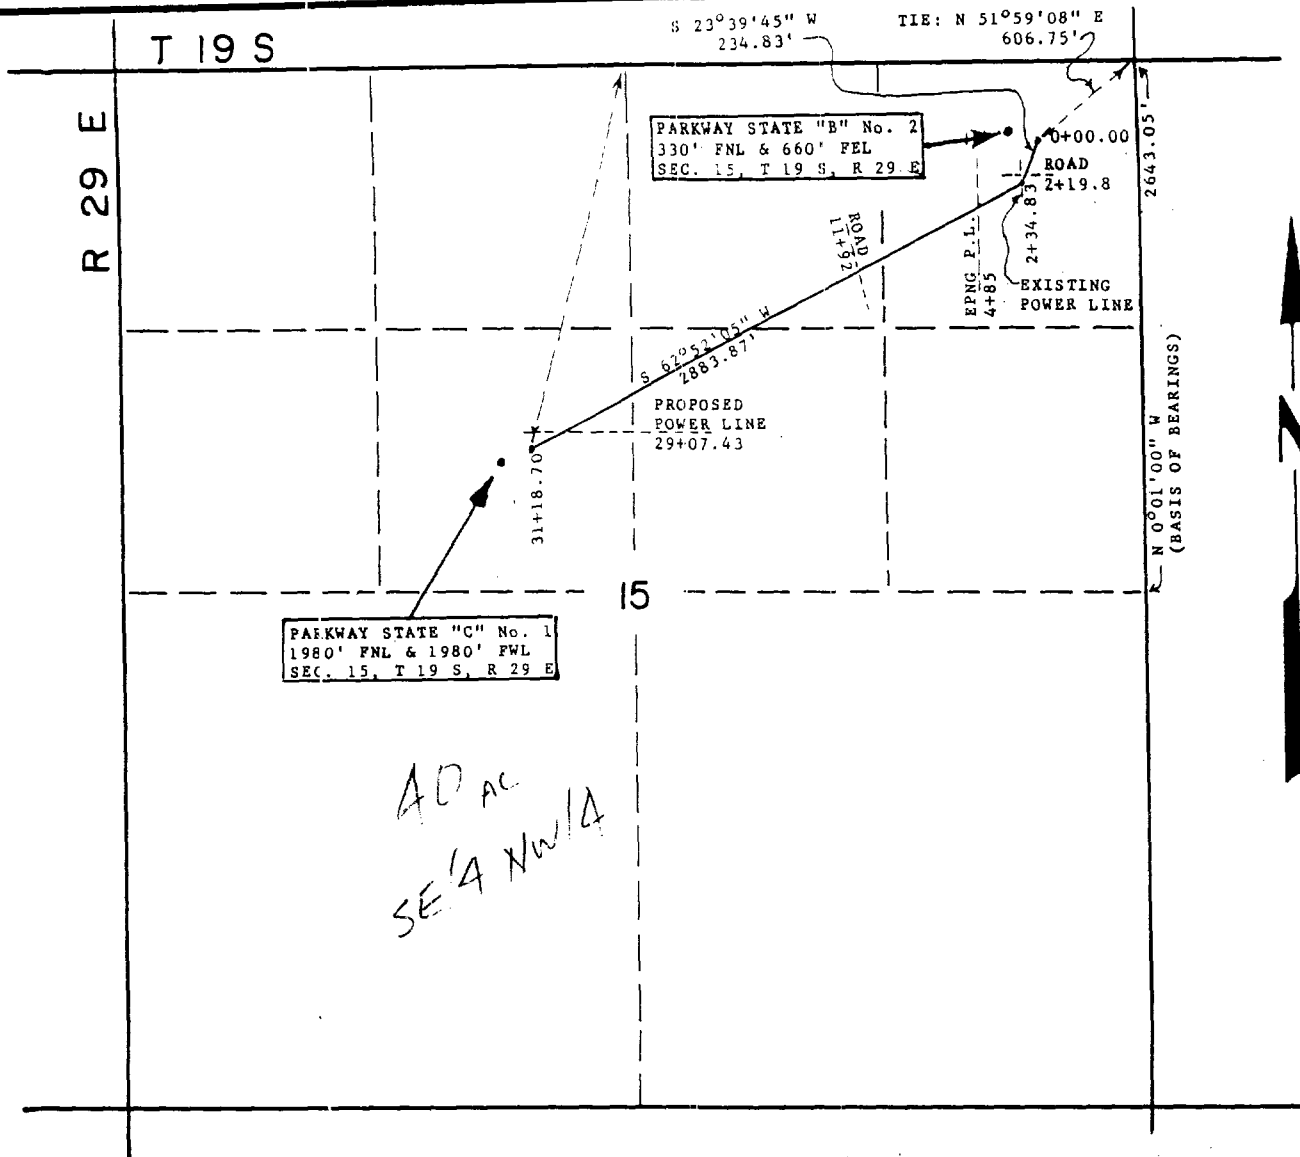 S 23°39'45" W
234.83'
TIE: N 51°59'08" E
606.75'
T 19 S
R 29 E
PARKWAY STATE "B" No. 2
330' FNL & 660' FEL
SEC. 15, T 19 S, R 29 E
0+00.00
ROAD
2+19.8
2643.05'
2+34.83
EPNG P.L.
4+85
EXISTING
POWER LINE
ROAD
11+92
S 62°52'05" W
2883.87'
PROPOSED
POWER LINE
29+07.43
31+18.70
N 0°01'00" W
(BASIS OF BEARINGS)
N
15
PARKWAY STATE "C" No. 1
1980' FNL & 1980' FWL
SEC. 15, T 19 S, R 29 E
40 AC
SE1/4 NW1/4